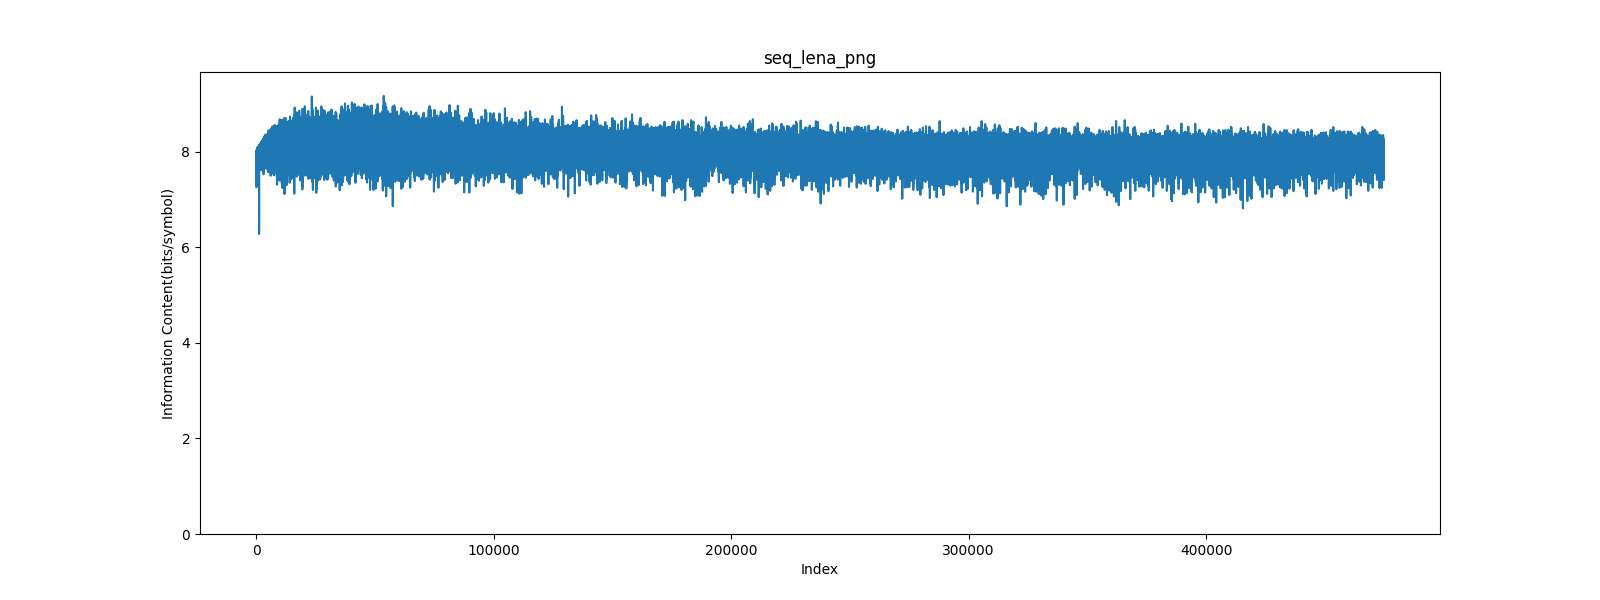 seq_lena_png
Information Content(bits/symbol)
8
6
4
2
0
0 100000 200000 300000 400000
Index